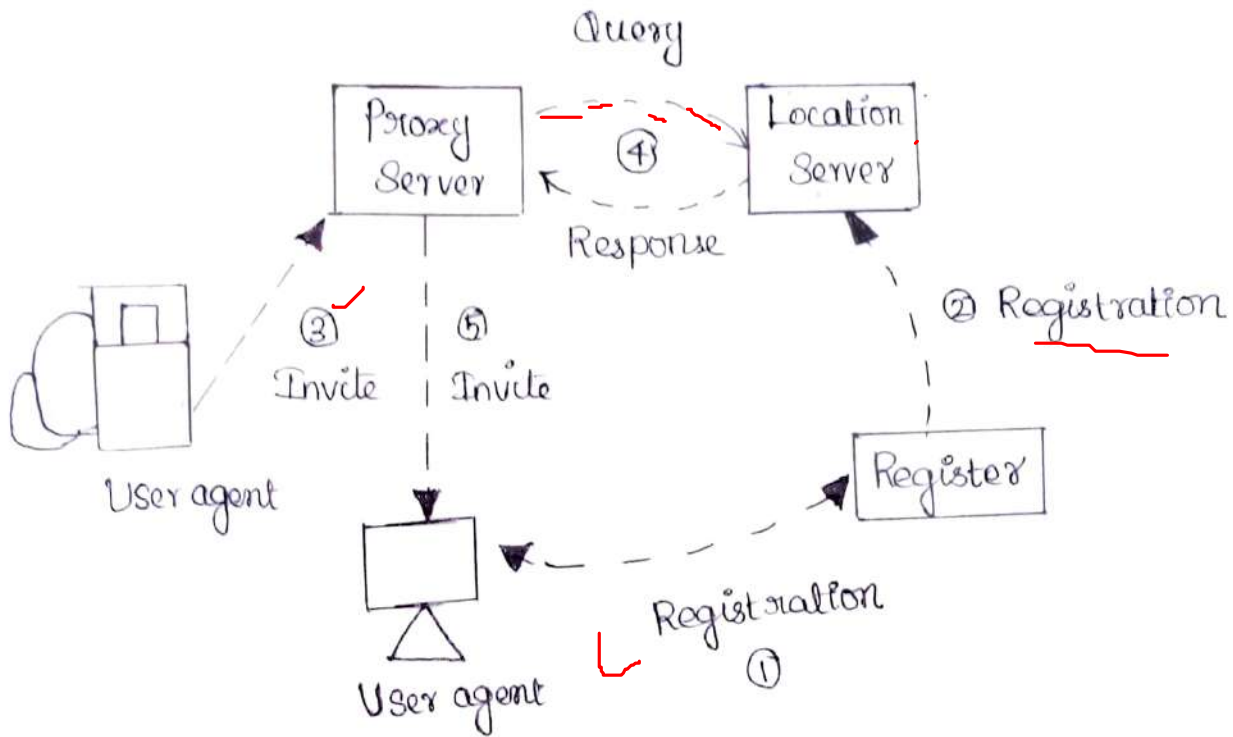 Query
Proxy
Server
Location
Server
④
Response
② Registration
③
⑤
Invite
Invite
Register
User agent
Registration
①
User agent